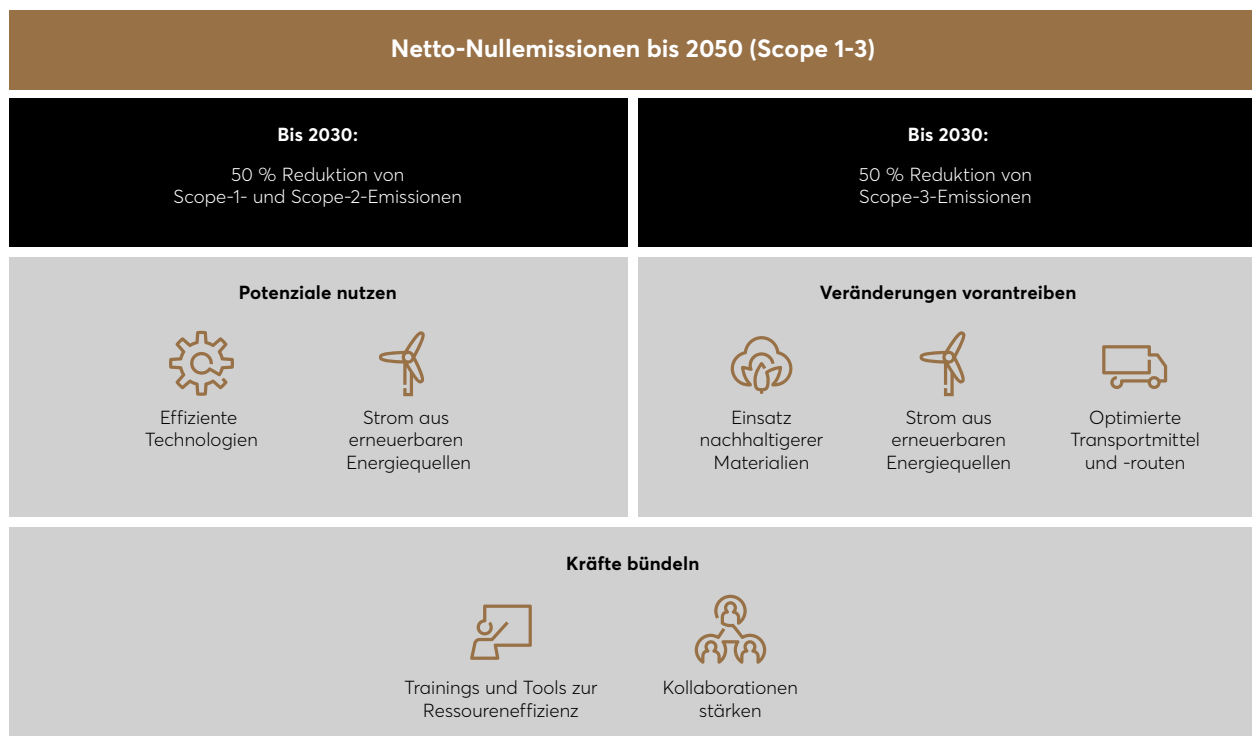 Netto-Nullemissionen bis 2050 (Scope 1-3)
Bis 2030:
50 % Reduktion von
Scope-1- und Scope-2-Emissionen
Bis 2030:
50 % Reduktion von
Scope-3-Emissionen
Potenziale nutzen
Effiziente
Technologien
Strom aus
erneuerbaren
Energiequellen
Veränderungen vorantreiben
Einsatz
nachhaltigerer
Materialien
Strom aus
erneuerbaren
Energiequellen
Optimierte
Transportmittel
und -routen
Kräfte bündeln
Trainings und Tools zur
Ressoureneffizienz
Kollaborationen
stärken